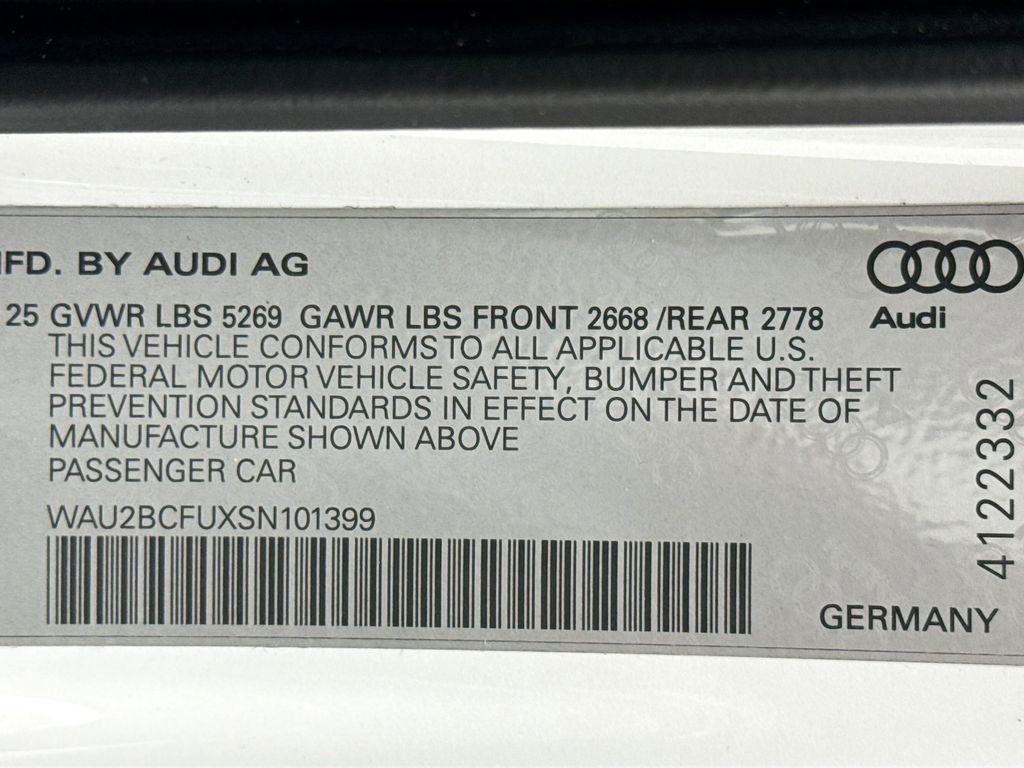 MFD. BY AUDI AG
25 GVWR LBS 5269 GAWR LBS FRONT 2668 /REAR 2778
Audi
THIS VEHICLE CONFORMS TO ALL APPLICABLE U.S.
FEDERAL MOTOR VEHICLE SAFETY, BUMPER AND THEFT
PREVENTION STANDARDS IN EFFECT ON THE DATE OF
MANUFACTURE SHOWN ABOVE
PASSENGER CAR
WAU2BCFUXSN101399
GERMANY
4122332